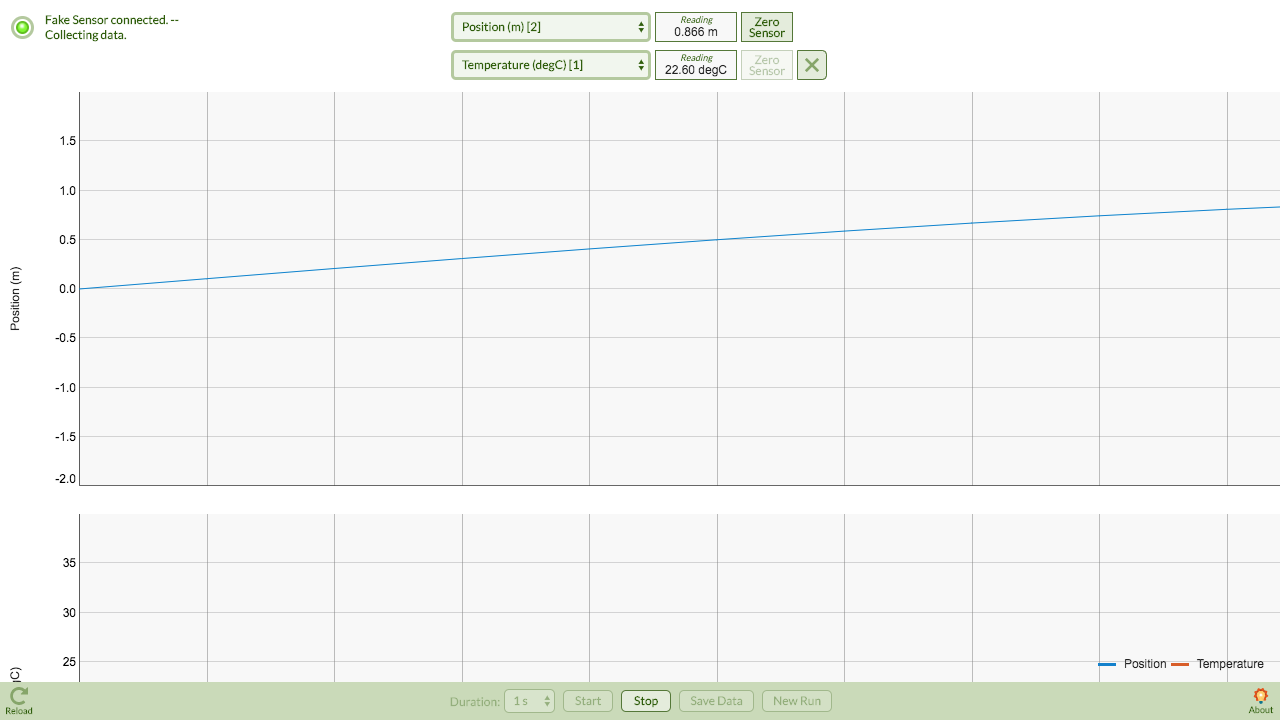 Fake Sensor connected. --
Collecting data.
Position (m) [2]
Reading
0.866 m
Zero
Sensor
Temperature (degC) [1]
Reading
22.60 degC
Zero
Sensor
1.5
1.0
0.5
0.0
-0.5
-1.0
-1.5
-2.0
Position (m)
35
30
25
Position
Temperature
Reload
Duration:
1 s
Start
Stop
Save Data
New Run
About